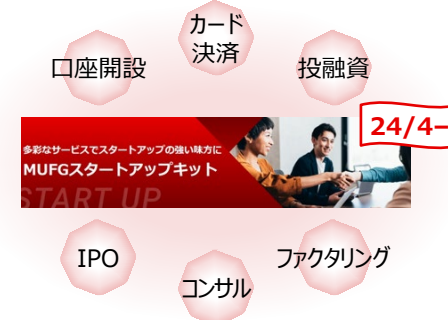 カード
決済
口座開設
投融資
24/4–
多彩なサービスでスタートアップの強い味方に
MUFGスタートアップキット
START UP
IPO
ファクタリング
コンサル